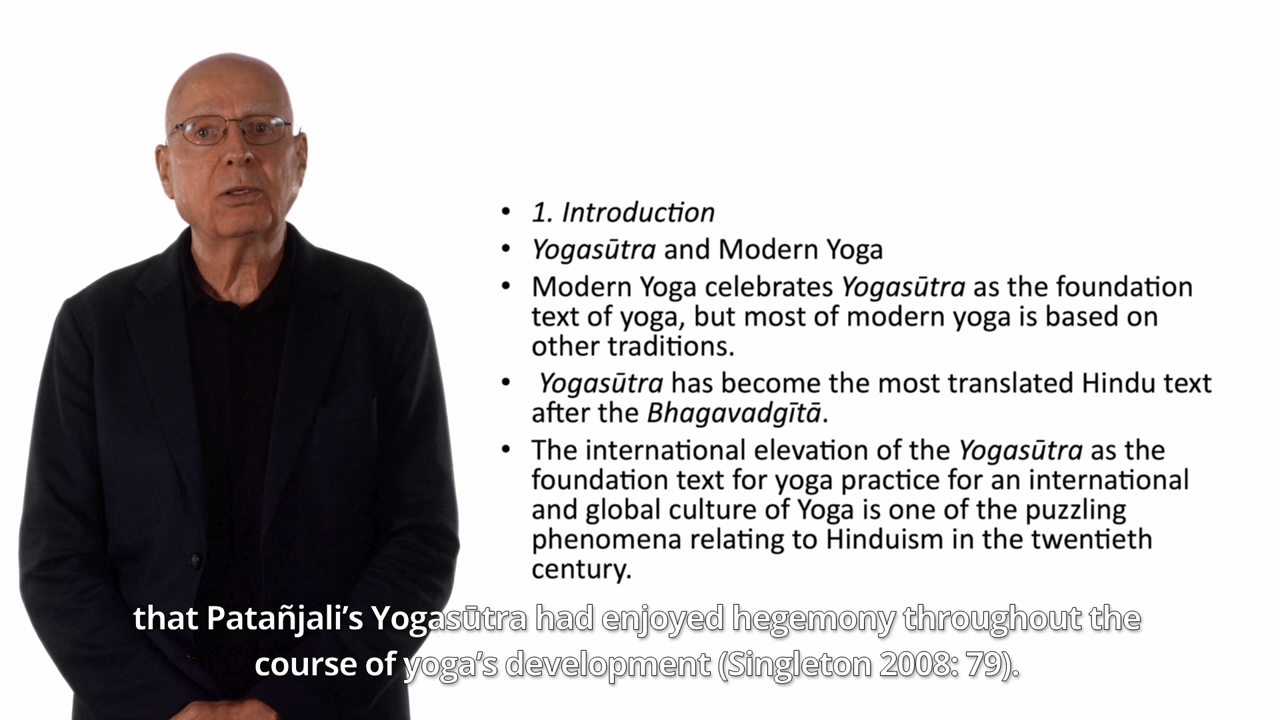 • 1. Introduction
• Yogasūtra and Modern Yoga
• Modern Yoga celebrates Yogasūtra as the foundation
text of yoga, but most of modern yoga is based on
other traditions.
• Yogasūtra has become the most translated Hindu text
after the Bhagavadgītā.
• The international elevation of the Yogasūtra as the
foundation text for yoga practice for an international
and global culture of Yoga is one of the puzzling
phenomena relating to Hinduism in the twentieth
century.
that Patañjali’s Yogasūtra had enjoyed hegemony throughout the
course of yoga’s development (Singleton 2008: 79).